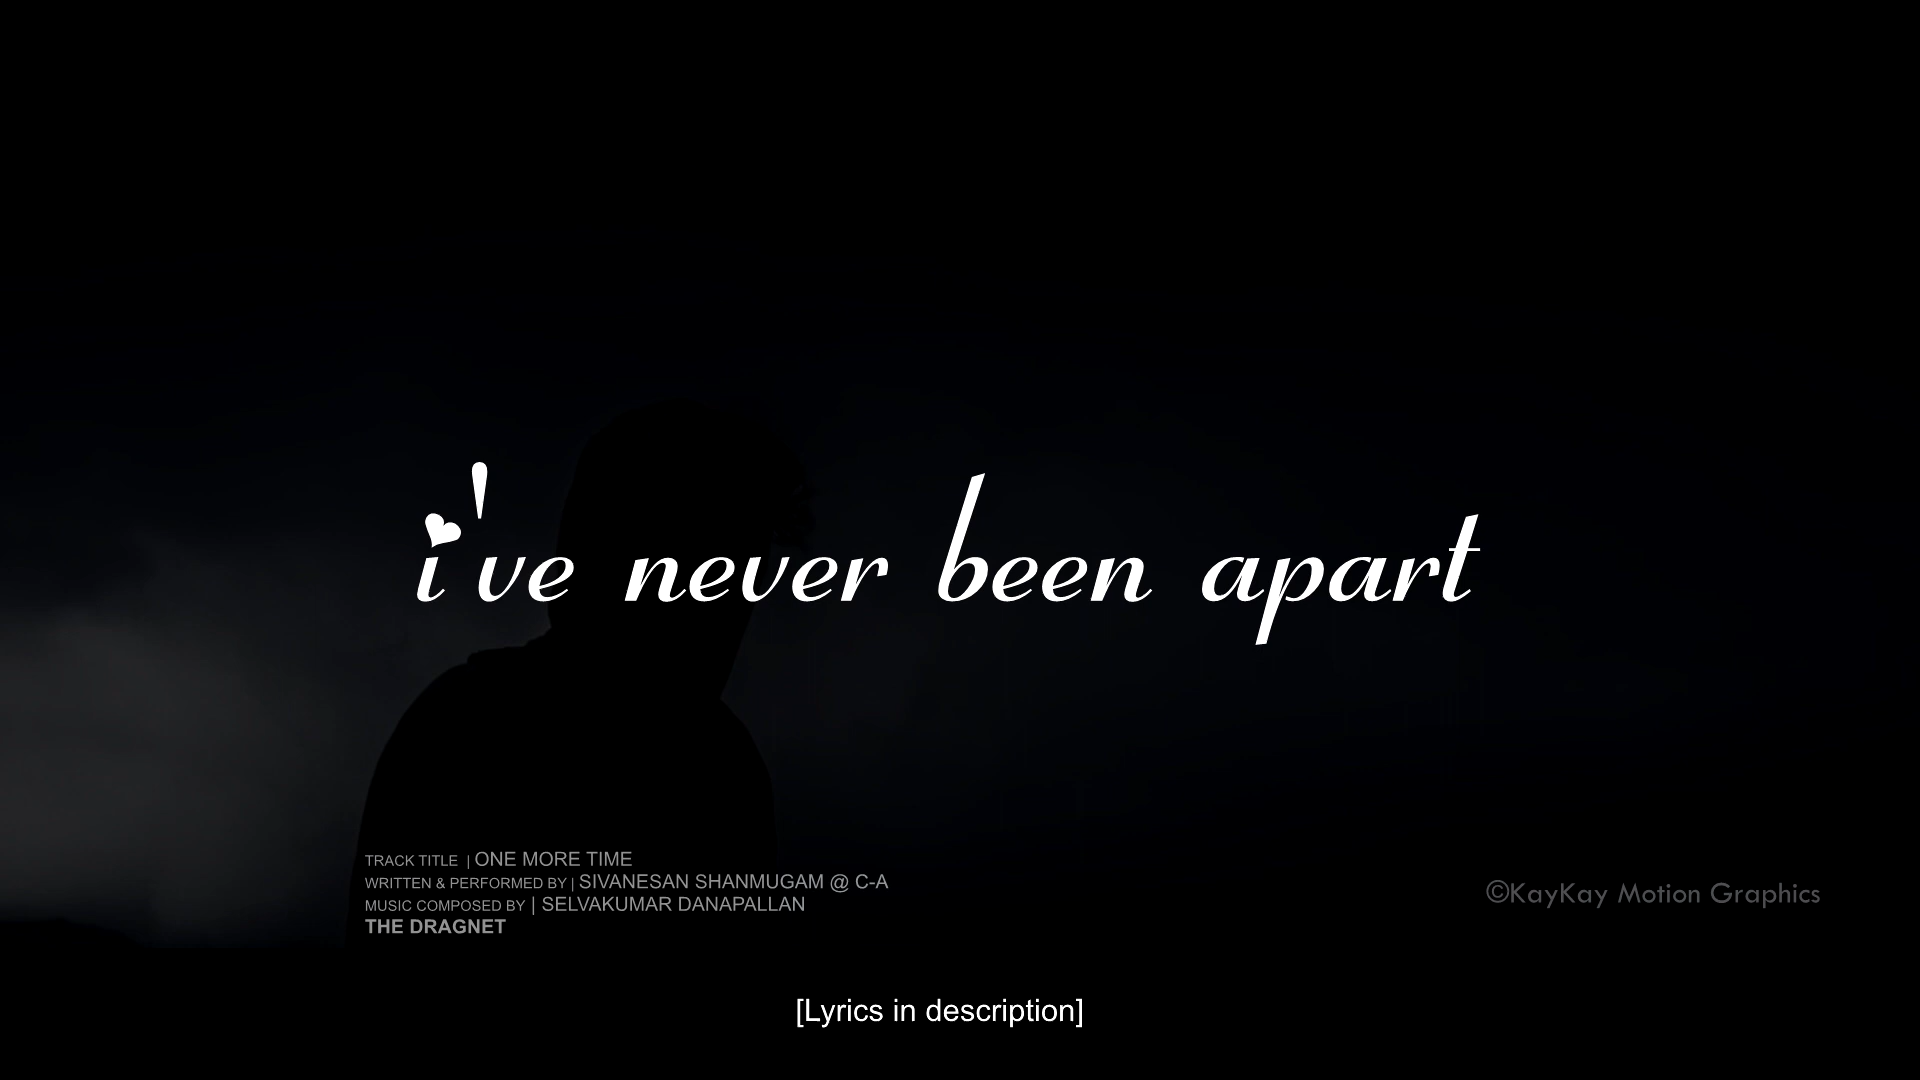 i've never been apart
TRACK TITLE | ONE MORE TIME
WRITTEN & PERFORMED BY | SIVANESAN SHANMUGAM @ C-A
MUSIC COMPOSED BY | SELVAKUMAR DANAPALLAN
THE DRAGNET
©KayKay Motion Graphics
[Lyrics in description]